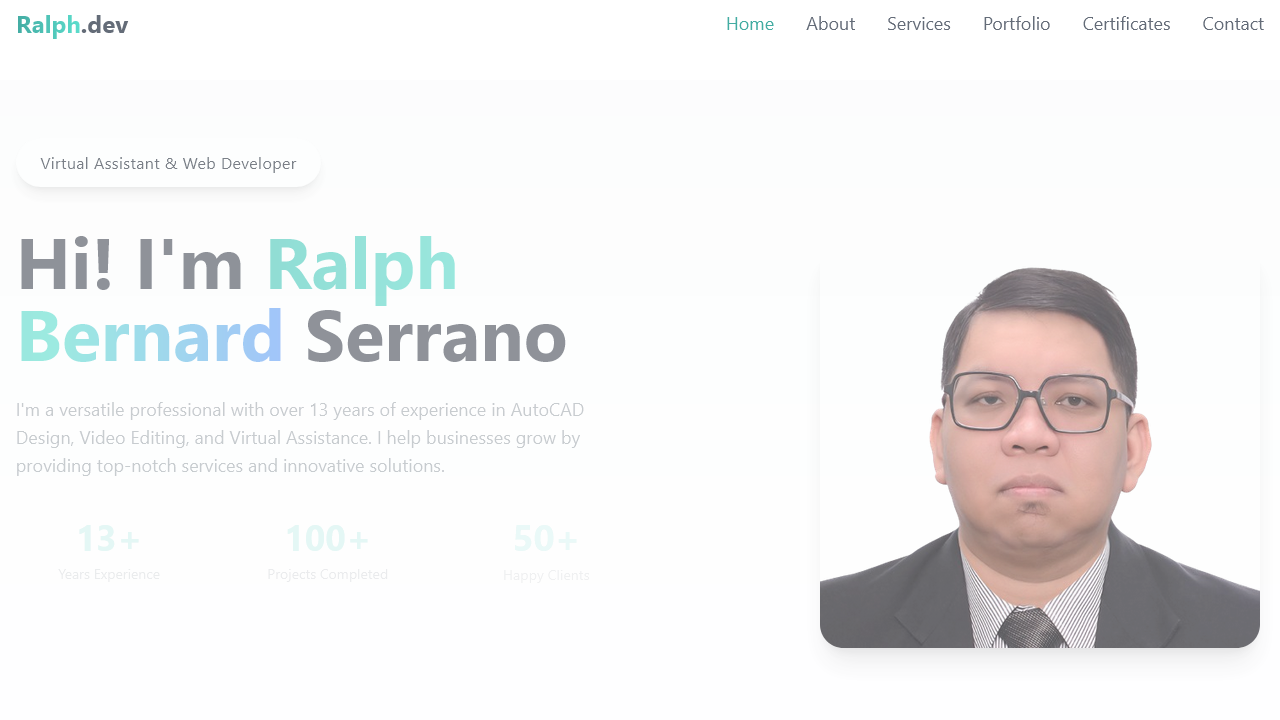 Ralph.dev
Home About Services Portfolio Certificates Contact
Virtual Assistant & Web Developer
Hi! I'm Ralph
Bernard Serrano
I'm a versatile professional with over 13 years of experience in AutoCAD
Design, Video Editing, and Virtual Assistance. I help businesses grow by
providing top-notch services and innovative solutions.
13+ 100+ 50+
Years Experience Projects Completed Happy Clients